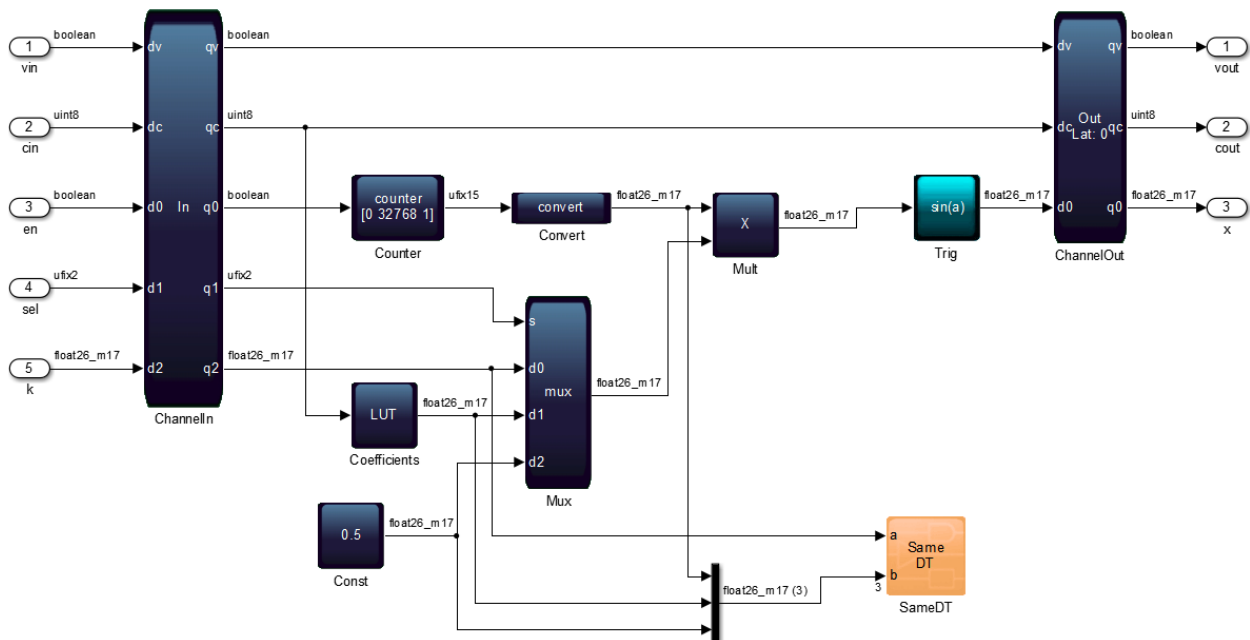 boolean
1
vin
dv
qv
boolean
dv
qv
boolean
1
vout
uint8
2
cin
dc
qc
uint8
Out
Lat: 0
dc
qc
uint8
2
cout
boolean
3
en
d0
In
q0
boolean
counter
[0 32768 1]
Counter
ufix15
convert
Convert
float26_m17
X
Mult
float26_m17
sin(a)
Trig
float26_m17
d0
q0
float26_m17
3
x
ChannelOut
ufix2
4
sel
d1
q1
ufix2
float26_m17
5
k
d2
q2
float26_m17
ChannelIn
s
d0
mux
d1
d2
Mux
float26_m17
LUT
Coefficients
float26_m17
0.5
Const
float26_m17
float26_m17 (3)
a
Same
DT
b
3
SameDT